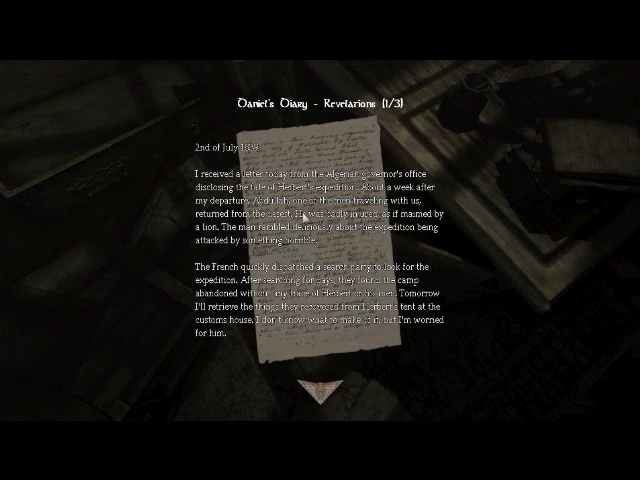 Daniel's Diary - Revelations (1/3)
2nd of July 1839.
I received a letter today from the Algerian governor's office
disclosing the fate of Herbert's expedition. About a week after
my departure, Abdullah, one of the men traveling with us,
returned from the desert. He was badly injured, as if maimed by
a lion. The man rambled deliriously about the expedition being
attacked by something horrible.
The French quickly dispatched a search party to look for the
expedition. After searching for days, they found the camp
abandoned without any trace of Herbert or his men. Tomorrow
I'll retrieve the things they recovered from Herbert's tent at the
customs house. I don't know what to make of it, but I'm worried
for him.